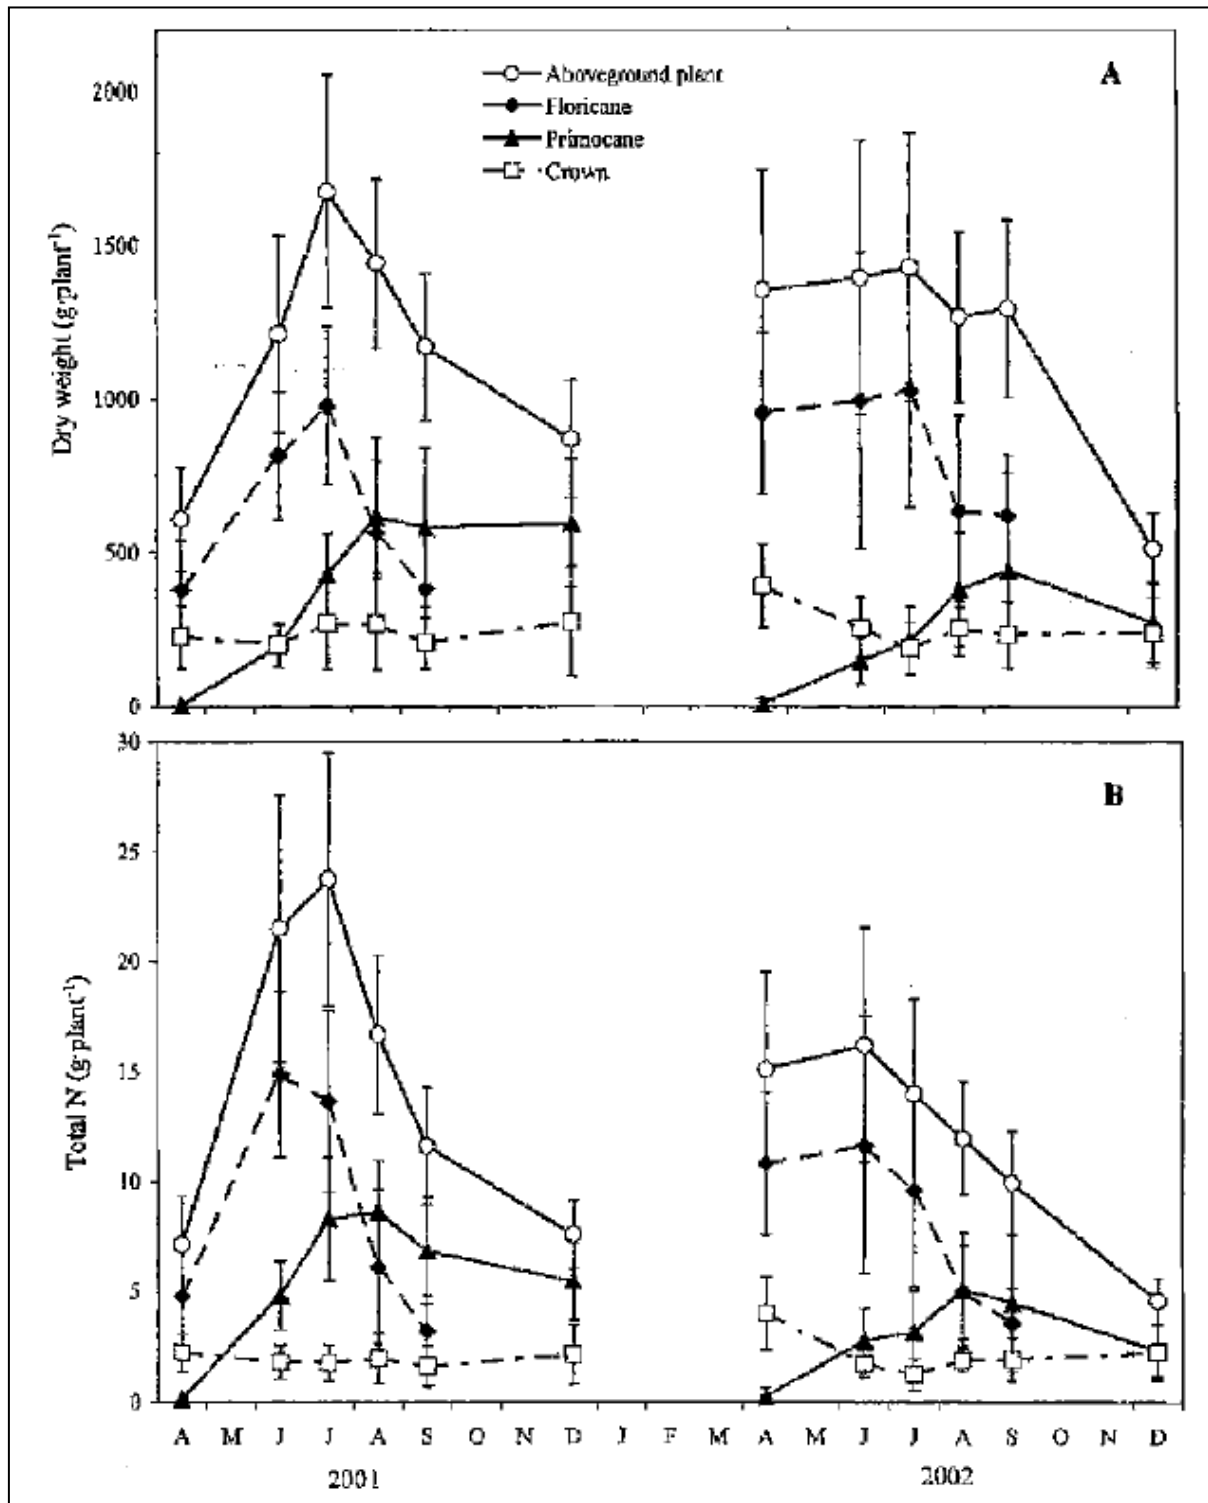 A
Aboveground plant
Floricane
Primocane
Crown
2000
1500
1000
500
0
Dry weight (g·plant⁻¹)
B
30
25
20
15
10
5
0
Total N (g·plant⁻¹)
A M J J A S O N D J F M A M J J A S O N D
2001 2002